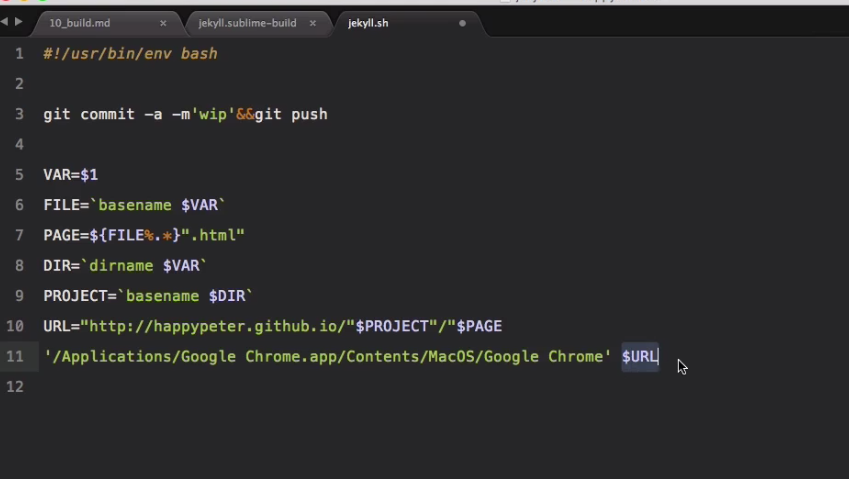 10_build.md
jekyll.sublime-build
jekyll.sh
1 #!/usr/bin/env bash
2
3 git commit -a -m'wip'&&git push
4
5 VAR=$1
6 FILE=`basename $VAR`
7 PAGE=${FILE%.*}".html"
8 DIR=`dirname $VAR`
9 PROJECT=`basename $DIR`
10 URL="http://happypeter.github.io/"$PROJECT"/"$PAGE
11 '/Applications/Google Chrome.app/Contents/MacOS/Google Chrome' $URL
12